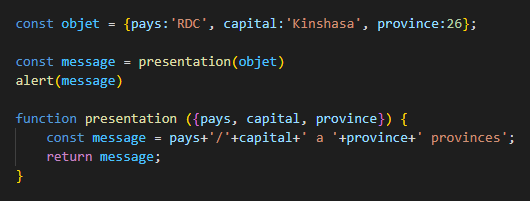 const objet = {pays:'RDC', capital:'Kinshasa', province:26};
const message = presentation(objet)
alert(message)
function presentation ({pays, capital, province}) {
const message = pays+'/'+capital+' a '+province+' provinces';
return message;
}